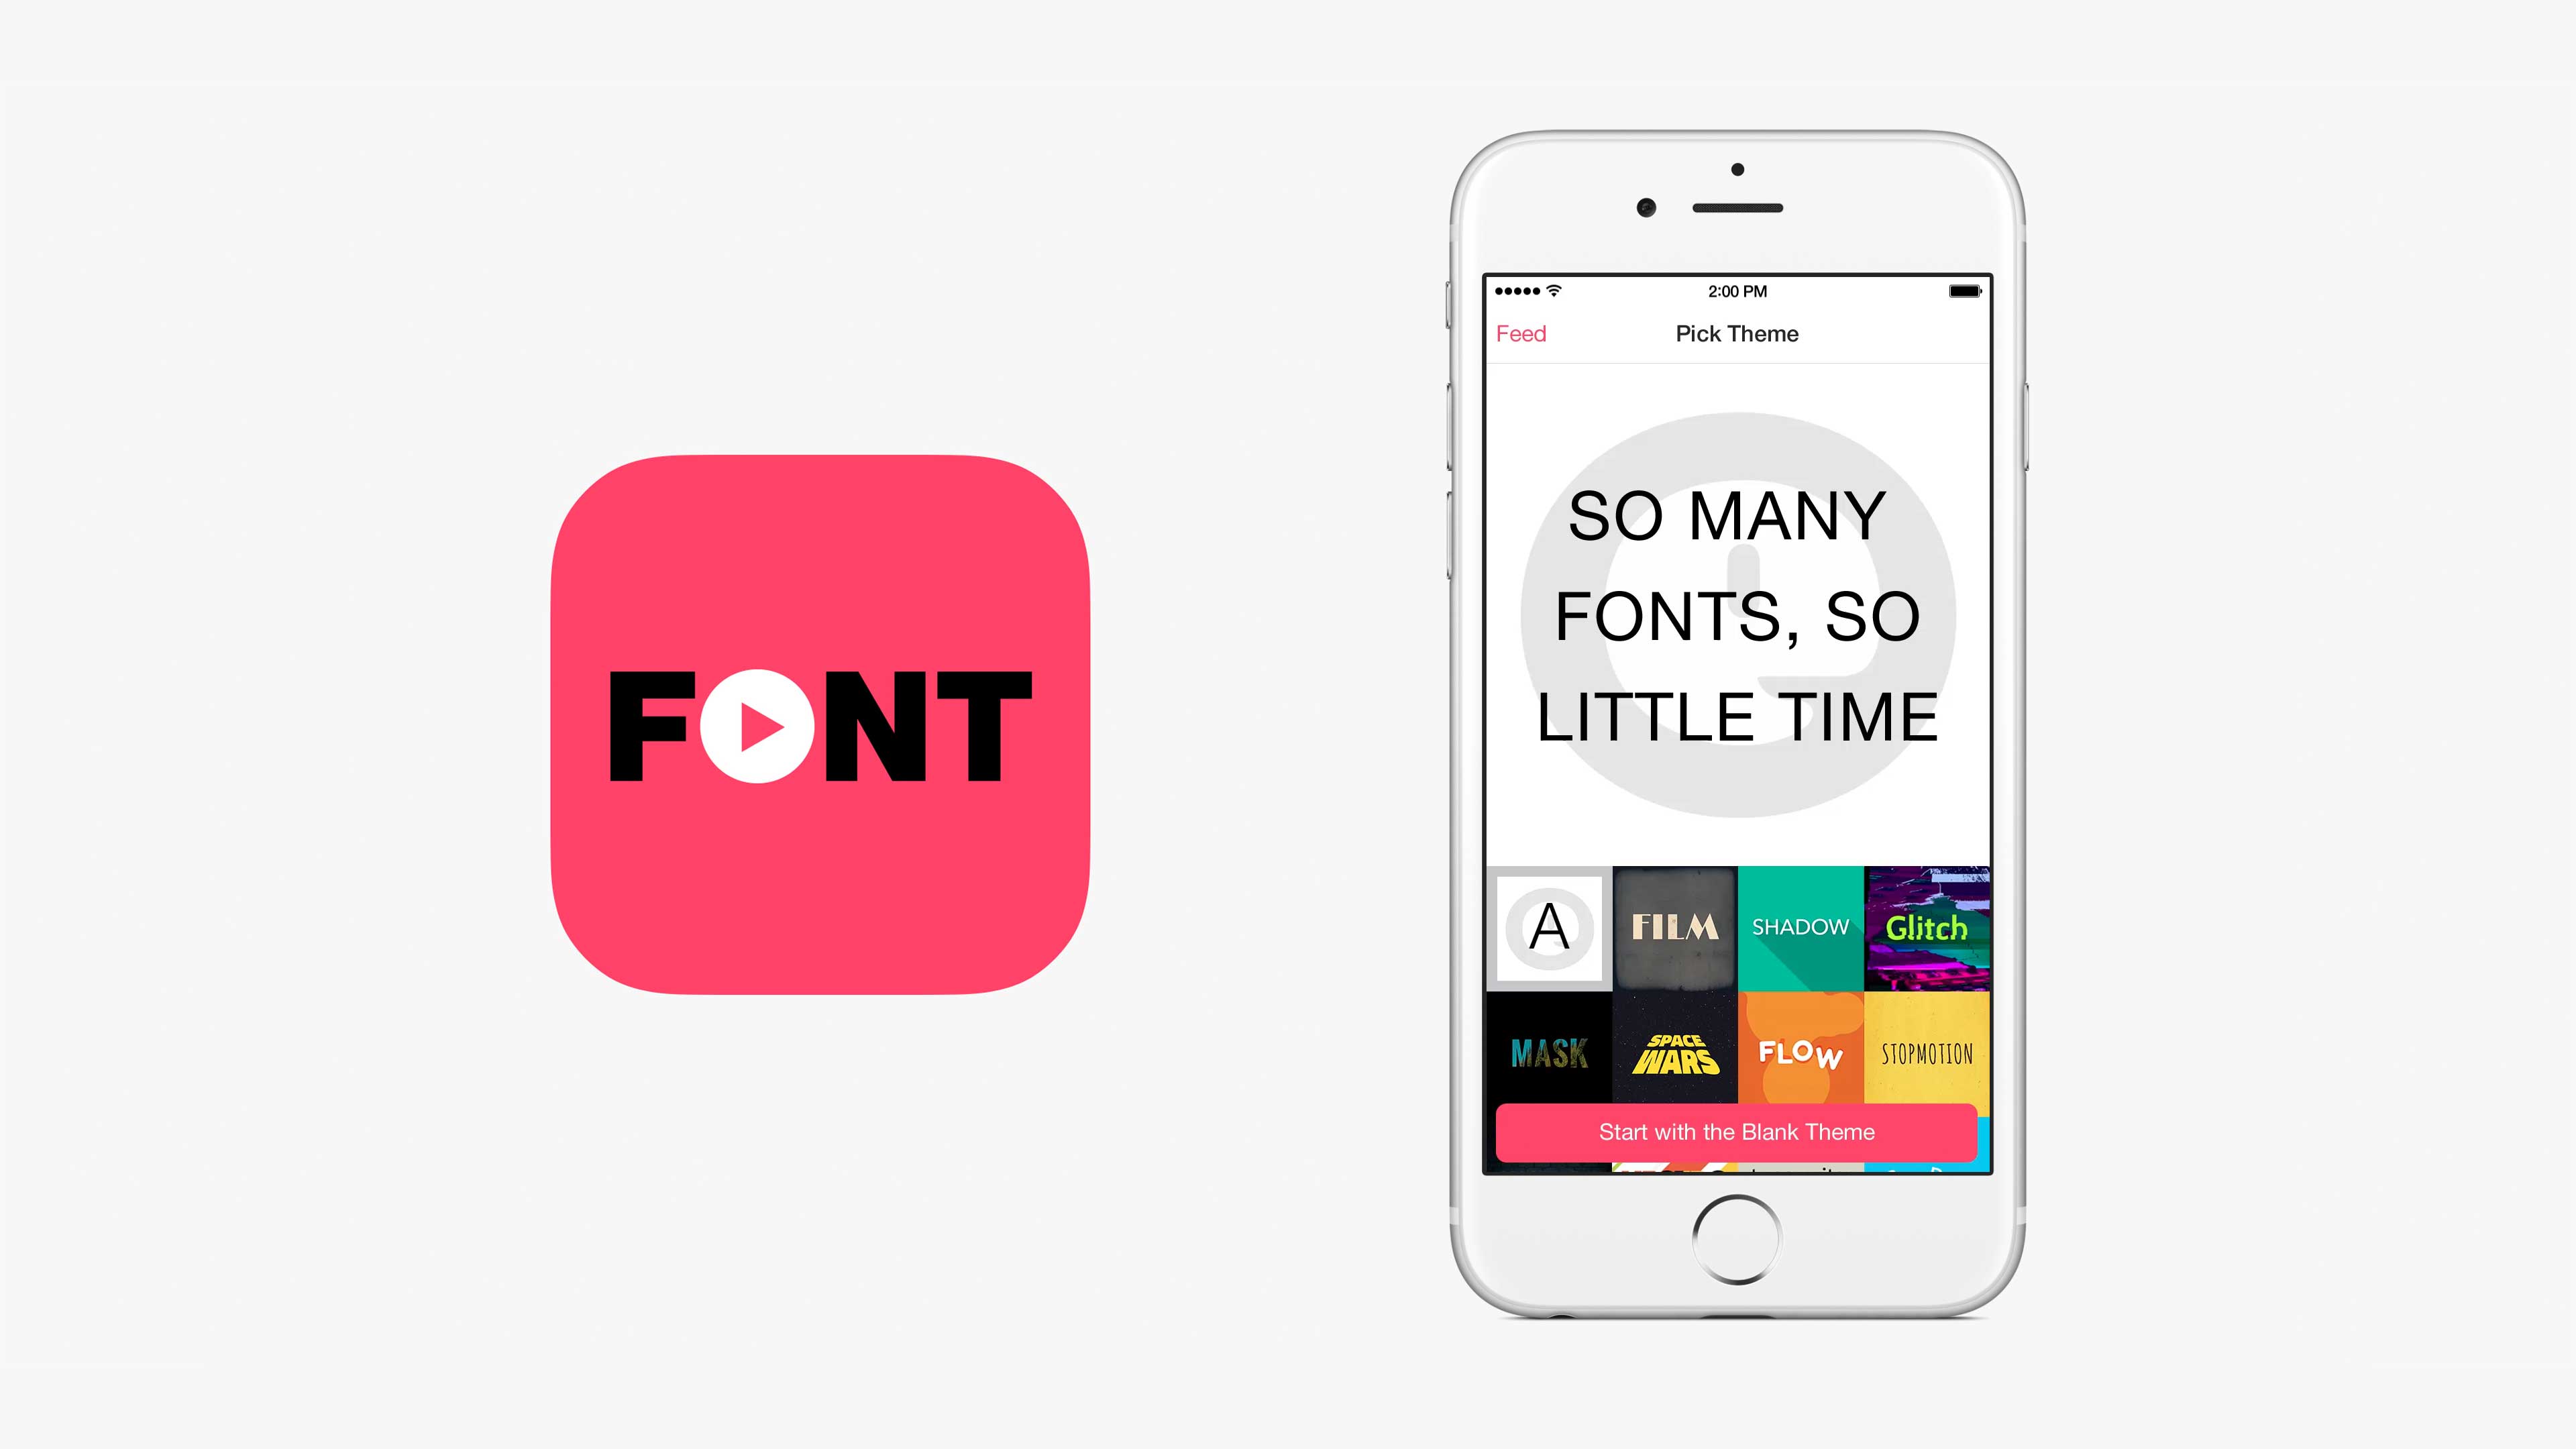 FONT
2:00 PM
Feed
Pick Theme
SO MANY
FONTS, SO
LITTLE TIME
A
FILM
SHADOW
Glitch
MASK
SPACE
WARS
FLOW
STOPMOTION
Start with the Blank Theme